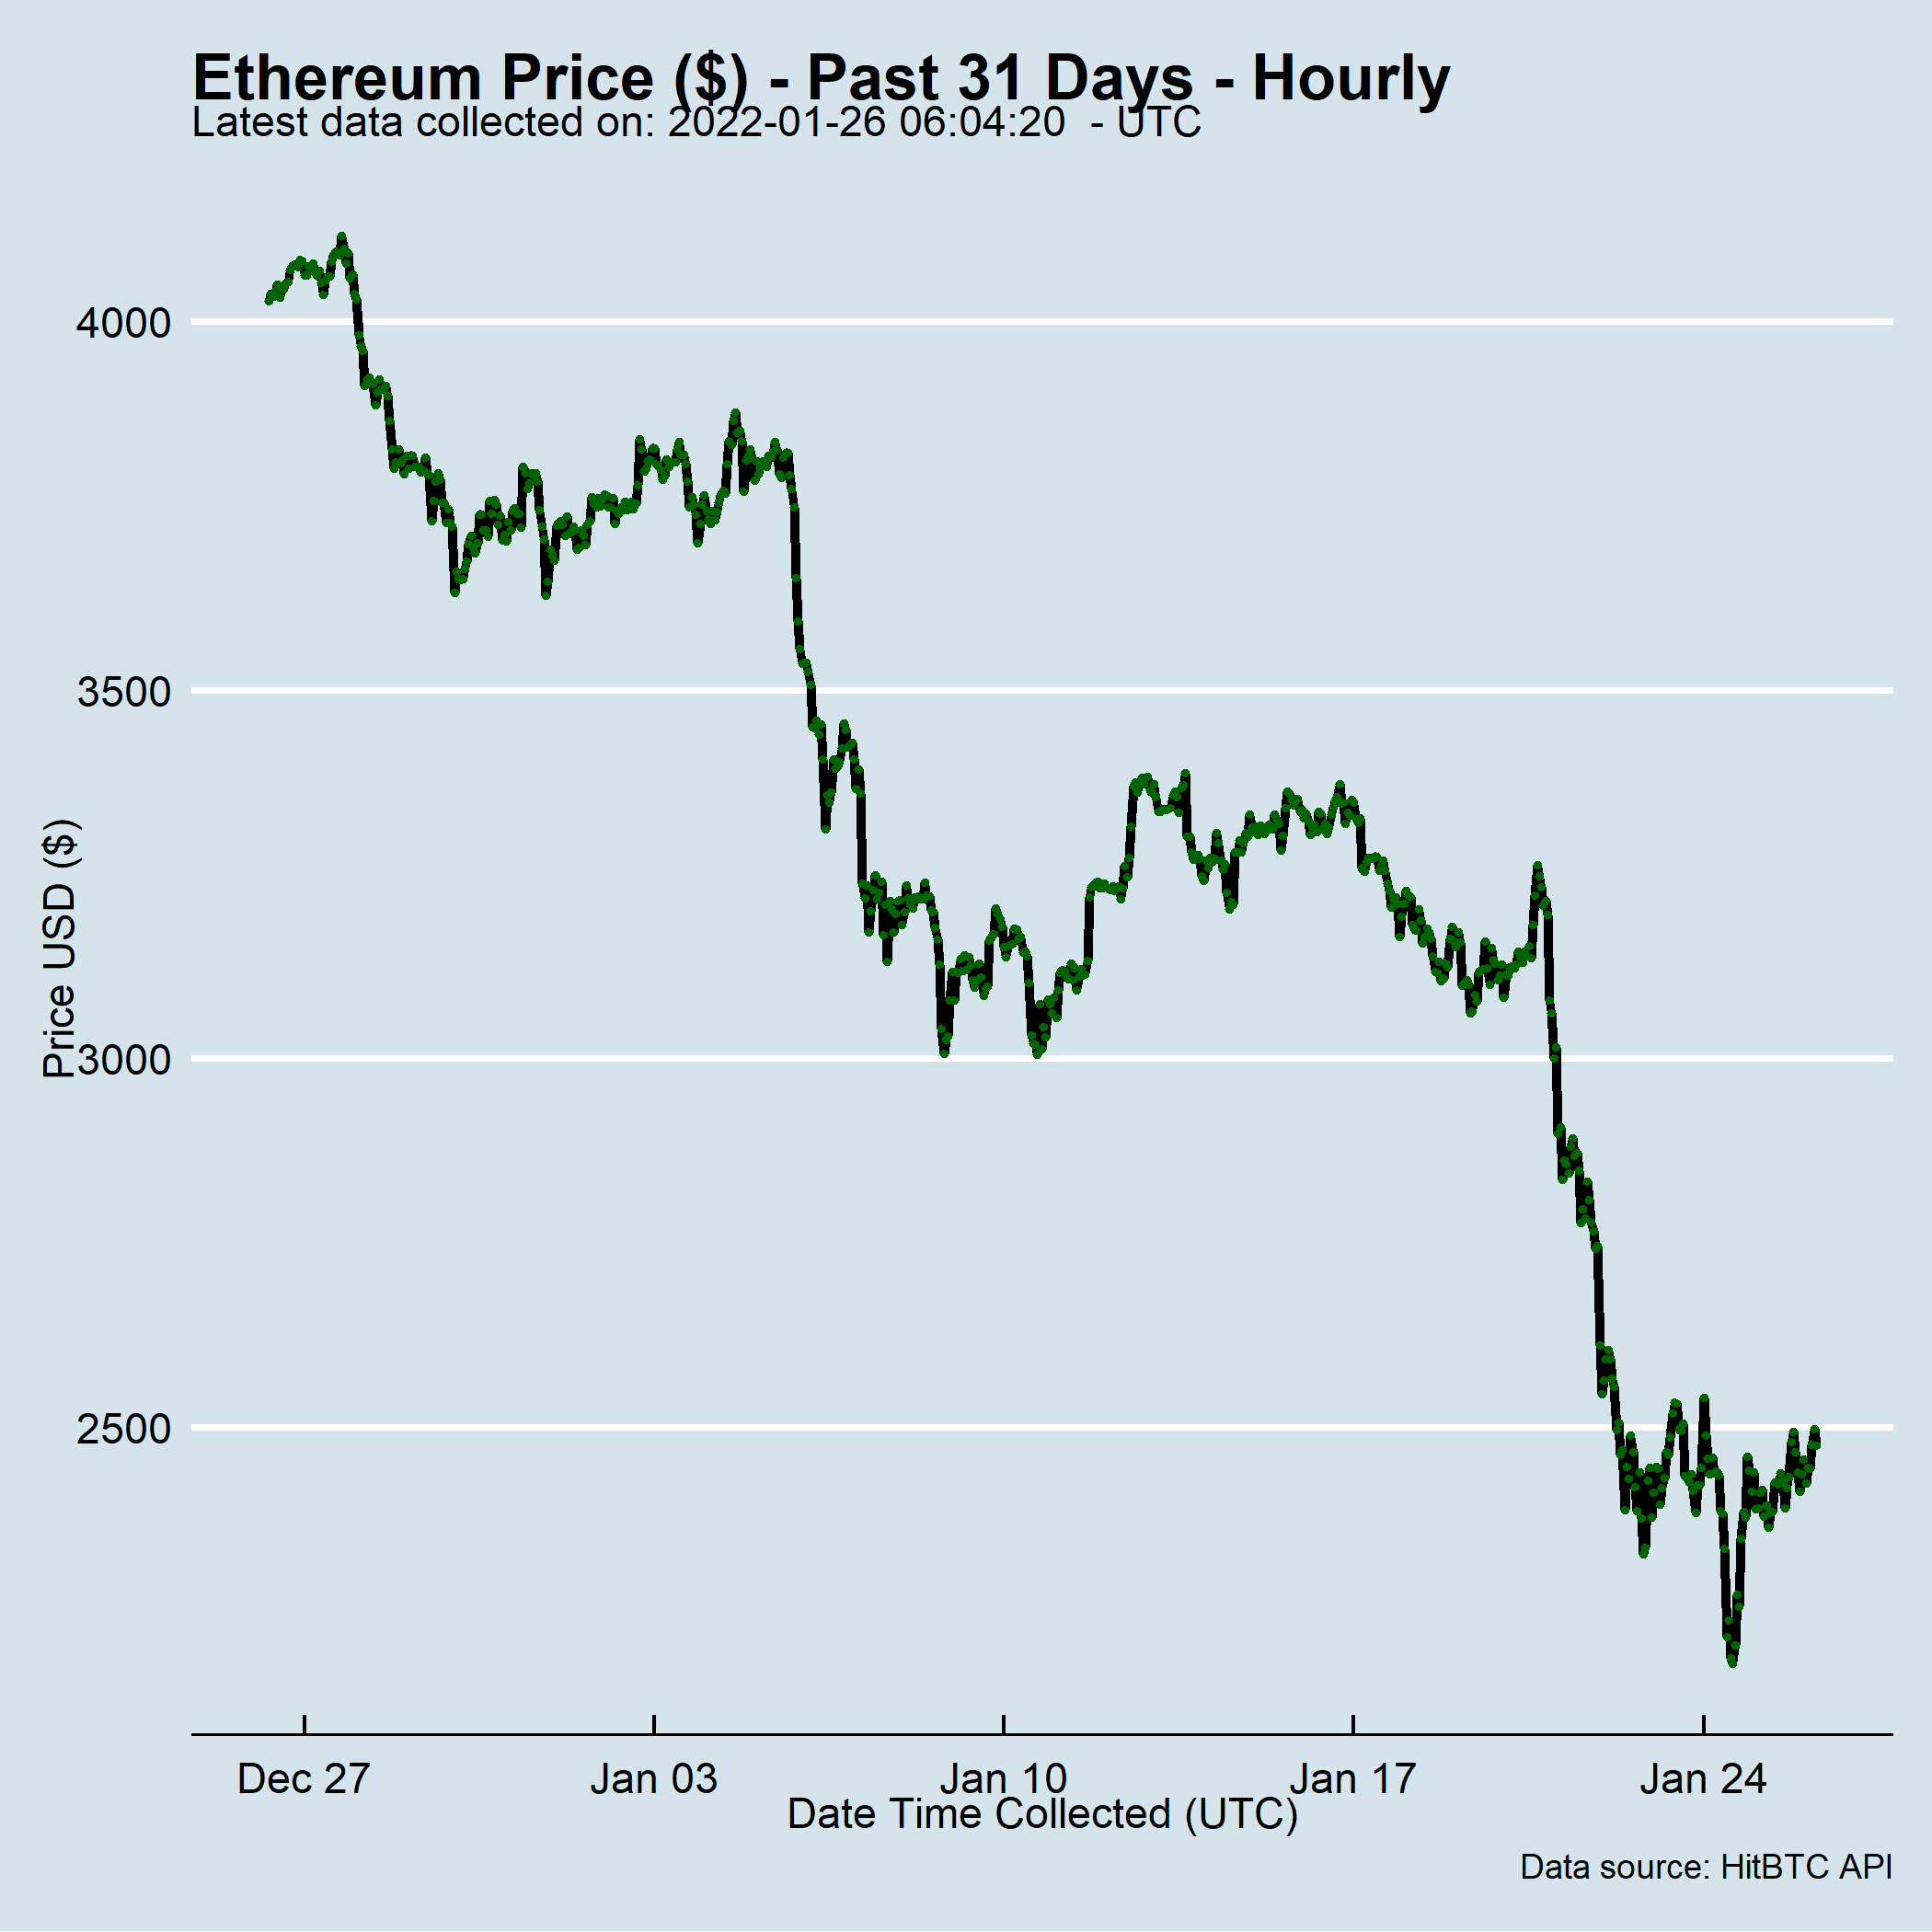 Ethereum Price ($) - Past 31 Days - Hourly
Latest data collected on: 2022-01-26 06:04:20  - UTC
4000
3500
3000
2500
Price USD ($)
Dec 27
Jan 03
Jan 10
Jan 17
Jan 24
Date Time Collected (UTC)
Data source: HitBTC API